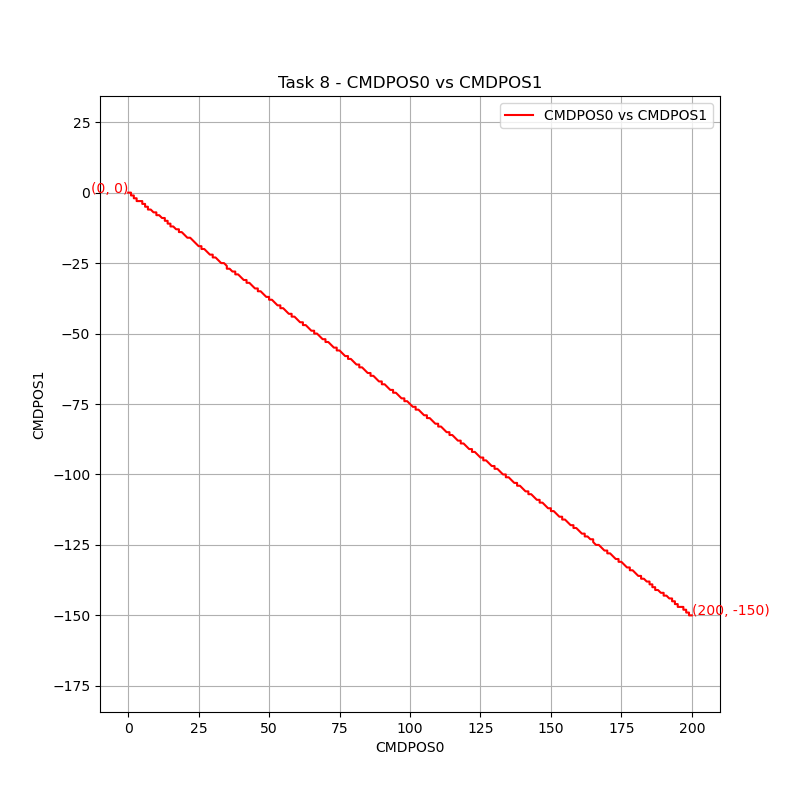 Task 8 - CMDPOS0 vs CMDPOS1
CMDPOS0 vs CMDPOS1
25
(0, 0)
0
−25
−50
−75
−100
−125
−150
−175
(200, -150)
CMDPOS1
0 25 50 75 100 125 150 175 200
CMDPOS0